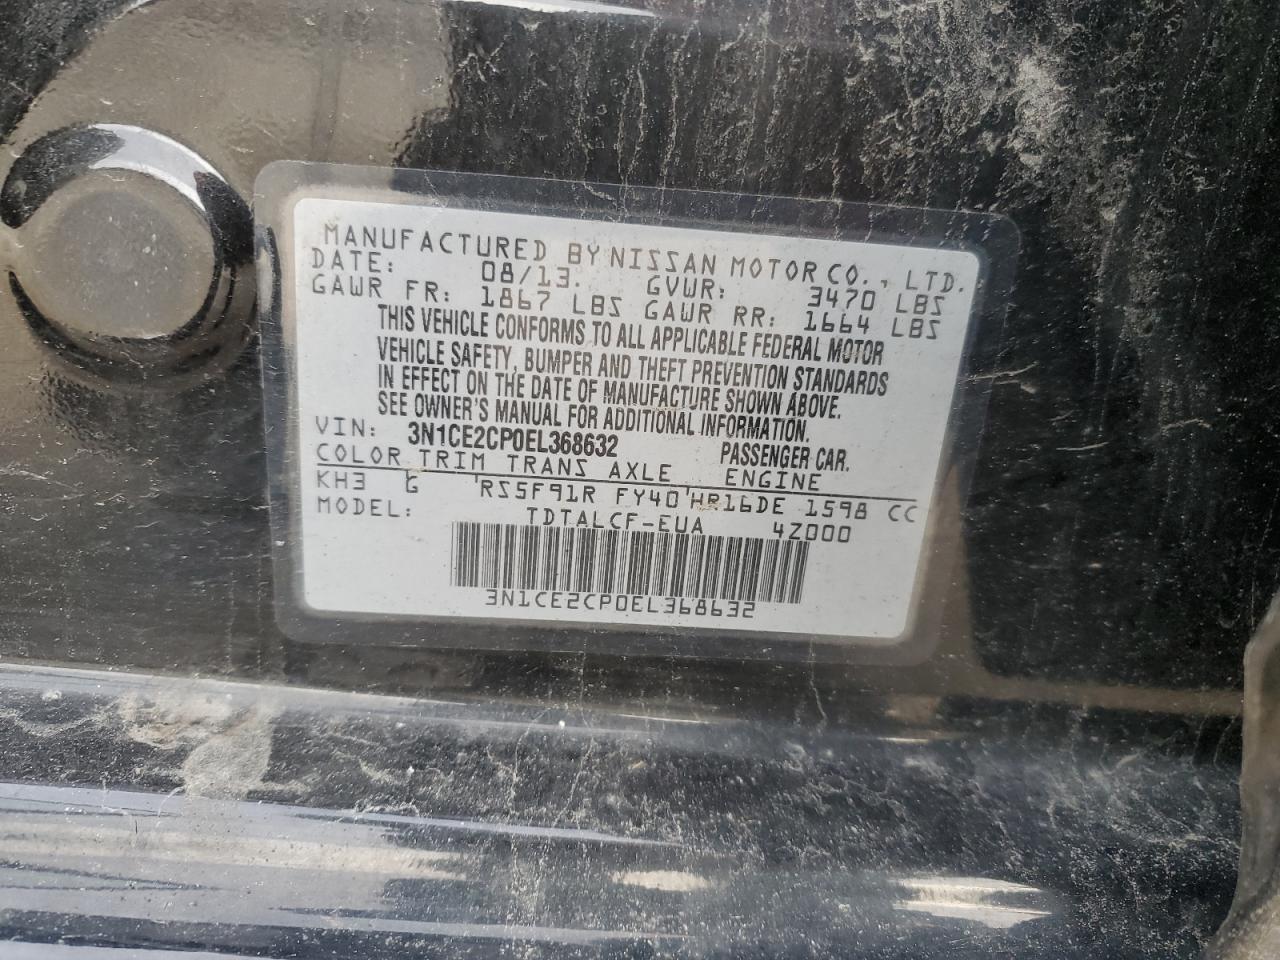 MANUFACTURED BY NISSAN MOTOR CO., LTD.
DATE: 08/13. GVWR: 3470 LBS
GAWR FR: 1867 LBS GAWR RR: 1664 LBS
THIS VEHICLE CONFORMS TO ALL APPLICABLE FEDERAL MOTOR
VEHICLE SAFETY, BUMPER AND THEFT PREVENTION STANDARDS
IN EFFECT ON THE DATE OF MANUFACTURE SHOWN ABOVE.
SEE OWNER'S MANUAL FOR ADDITIONAL INFORMATION.
VIN: 3N1CE2CP0EL368632 PASSENGER CAR.
COLOR TRIM TRANS AXLE ENGINE
KH3 G RS5F91R FY40 HR16DE 1598 CC
MODEL: TDTALCF-EUA 4Z000
3N1CE2CP0EL368632